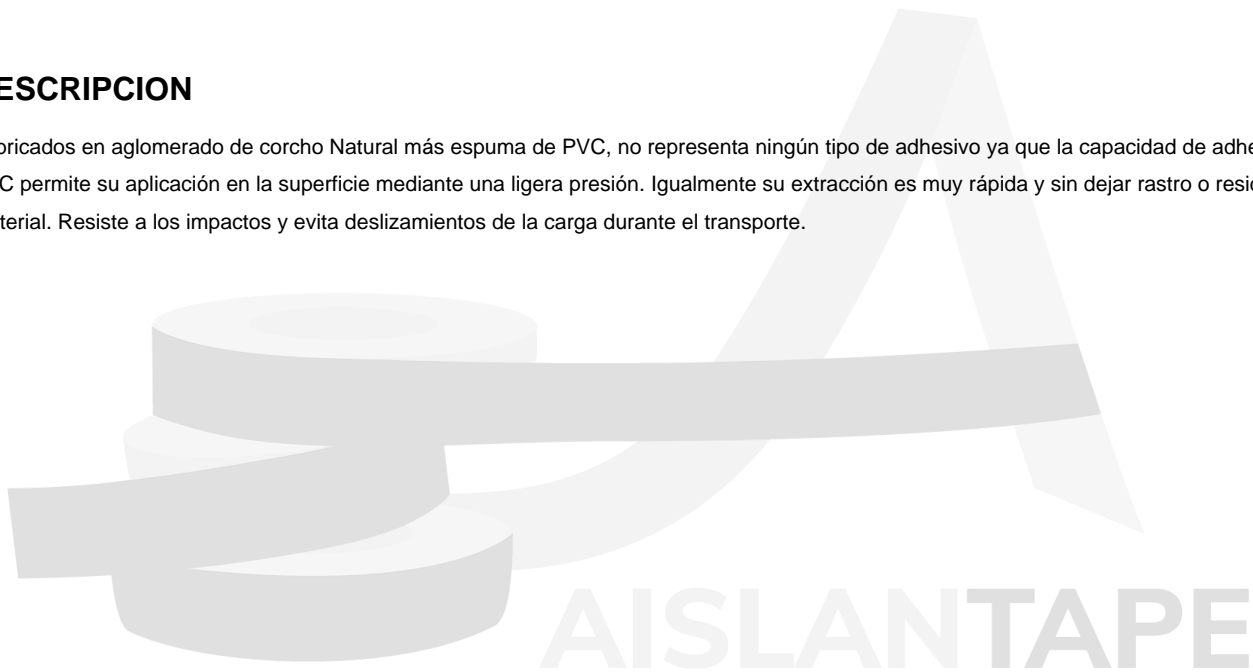 ESCRIPCION
bricados en aglomerado de corcho Natural más espuma de PVC, no representa ningún tipo de adhesivo ya que la capacidad de adhe
C permite su aplicación en la superficie mediante una ligera presión. Igualmente su extracción es muy rápida y sin dejar rastro o resi
terial. Resiste a los impactos y evita deslizamientos de la carga durante el transporte.
AISLANTAPE